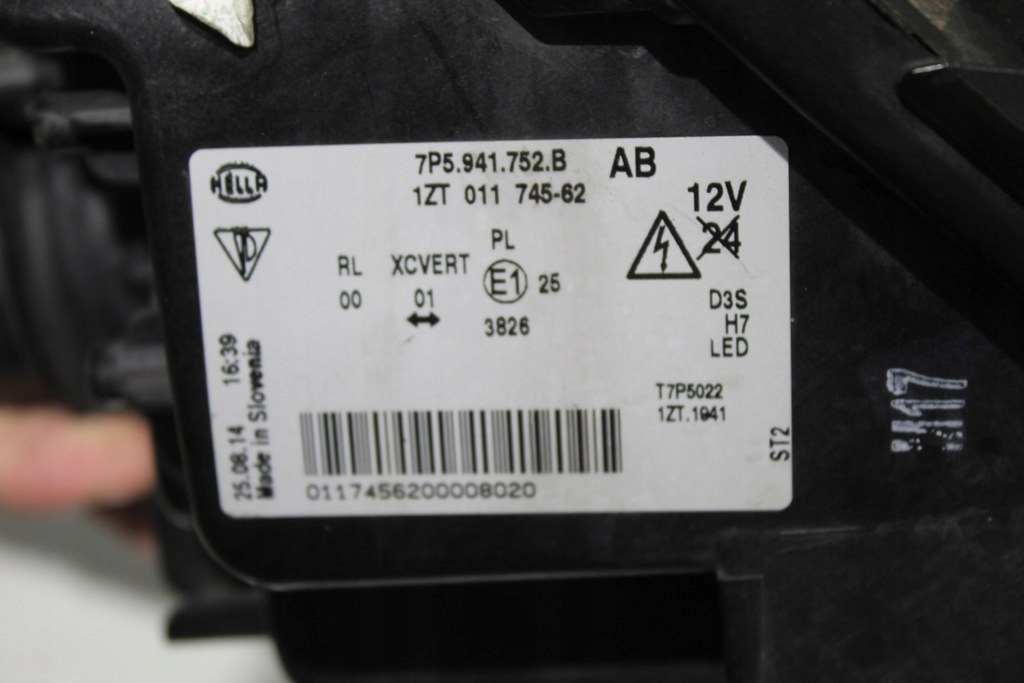 HELLA
7P5.941.752.B
AB
1ZT 011 745-62
12V
24
RL
XCVERT
PL
00
01
E1
25
3826
D3S
H7
LED
T7P5022
1ZT.1941
ST2
25.08.14 16:39
Made in Slovenia
0117456200008020